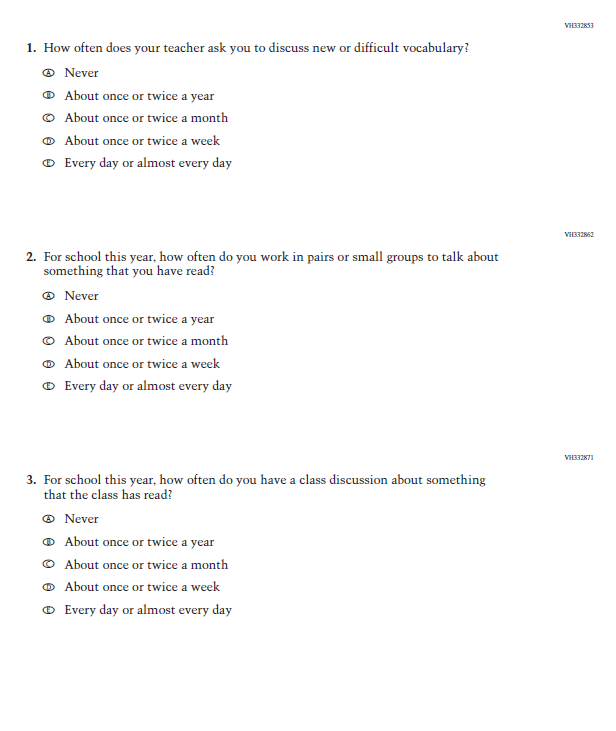 VH332853
1. How often does your teacher ask you to discuss new or difficult vocabulary?
A Never
B About once or twice a year
C About once or twice a month
D About once or twice a week
E Every day or almost every day
VH332862
2. For school this year, how often do you work in pairs or small groups to talk about
something that you have read?
A Never
B About once or twice a year
C About once or twice a month
D About once or twice a week
E Every day or almost every day
VH332871
3. For school this year, how often do you have a class discussion about something
that the class has read?
A Never
B About once or twice a year
C About once or twice a month
D About once or twice a week
E Every day or almost every day